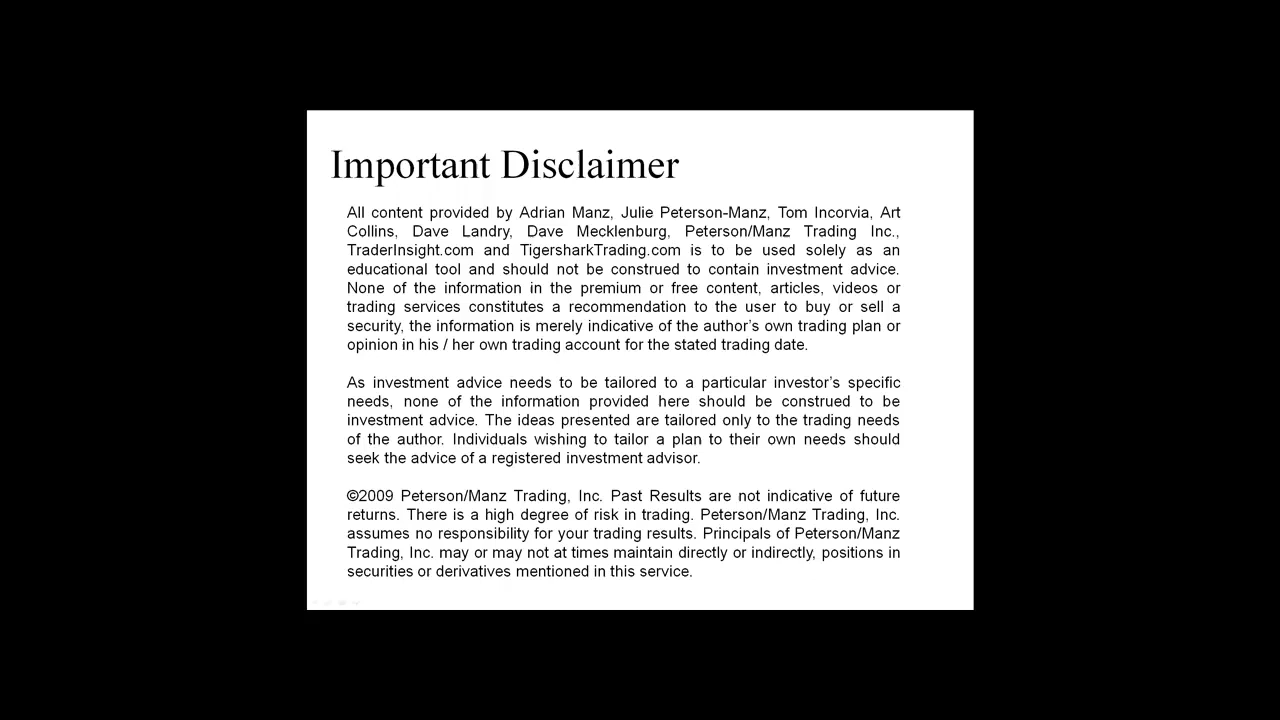 Important Disclaimer
All content provided by Adrian Manz, Julie Peterson-Manz, Tom Incorvia, Art
Collins, Dave Landry, Dave Mecklenburg, Peterson/Manz Trading Inc.,
TraderInsight.com and TigersharkTrading.com is to be used solely as an
educational tool and should not be construed to contain investment advice.
None of the information in the premium or free content, articles, videos or
trading services constitutes a recommendation to the user to buy or sell a
security, the information is merely indicative of the author's own trading plan or
opinion in his / her own trading account for the stated trading date.
As investment advice needs to be tailored to a particular investor's specific
needs, none of the information provided here should be construed to be
investment advice. The ideas presented are tailored only to the trading needs
of the author. Individuals wishing to tailor a plan to their own needs should
seek the advice of a registered investment advisor.
©2009 Peterson/Manz Trading, Inc. Past Results are not indicative of future
returns. There is a high degree of risk in trading. Peterson/Manz Trading, Inc.
assumes no responsibility for your trading results. Principals of Peterson/Manz
Trading, Inc. may or may not at times maintain directly or indirectly, positions in
securities or derivatives mentioned in this service.